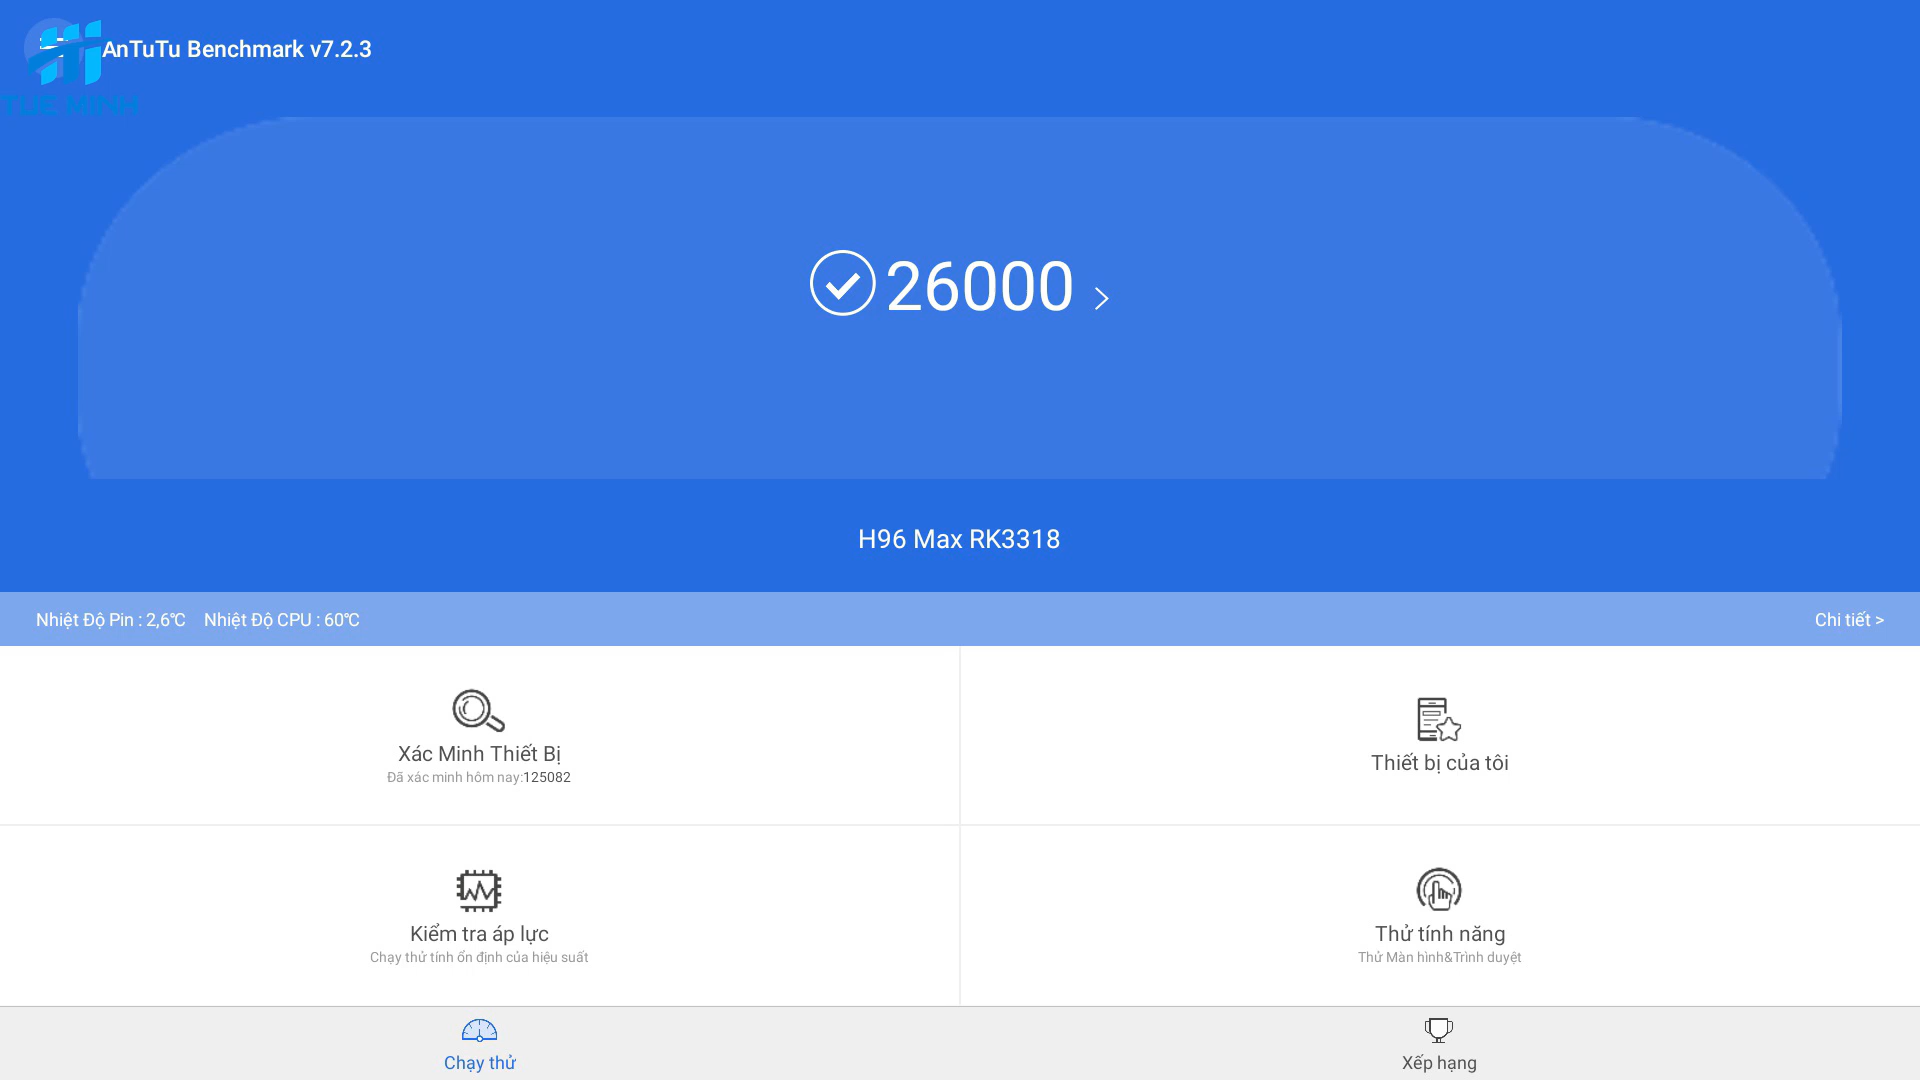 AnTuTu Benchmark v7.2.3
TUE MINH
26000 >
H96 Max RK3318
Nhiệt Độ Pin : 2,6℃ Nhiệt Độ CPU : 60℃
Chi tiết >
Xác Minh Thiết Bị
Đã xác minh hôm nay:125082
Thiết bị của tôi
Kiểm tra áp lực
Chạy thử tính ổn định của hiệu suất
Thử tính năng
Thử Màn hình&Trình duyệt
Chạy thử
Xếp hạng